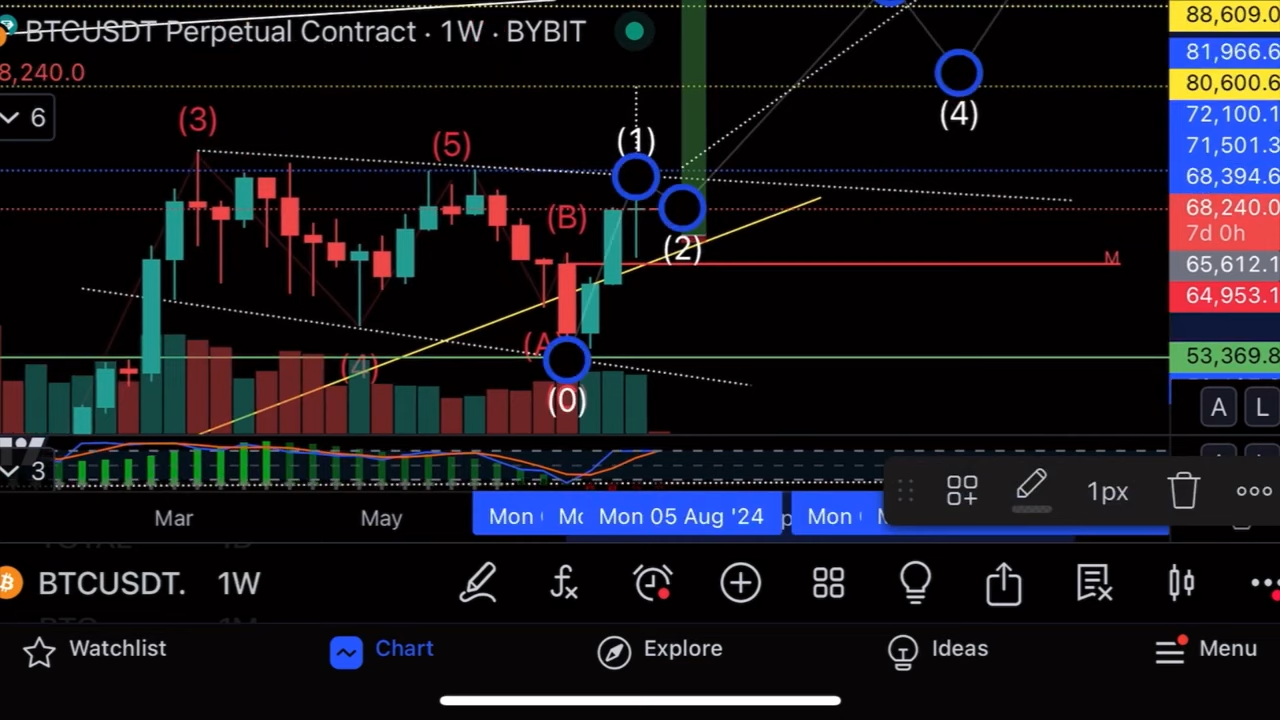 88,609.0
BTCUSDT Perpetual Contract · 1W · BYBIT
81,966.6
8,240.0
80,600.6
6
(3)
(5)
(1)
(4)
72,100.1
71,501.3
68,394.6
(B)
68,240.0
(2)
7d 0h
M
65,612.1
64,953.1
(A)
(4)
53,369.8
(0)
A L
3
1px
Mar
May
Mon
Mon 05 Aug '24
Mon
BTCUSDT. 1W
Watchlist
Chart
Explore
Ideas
Menu